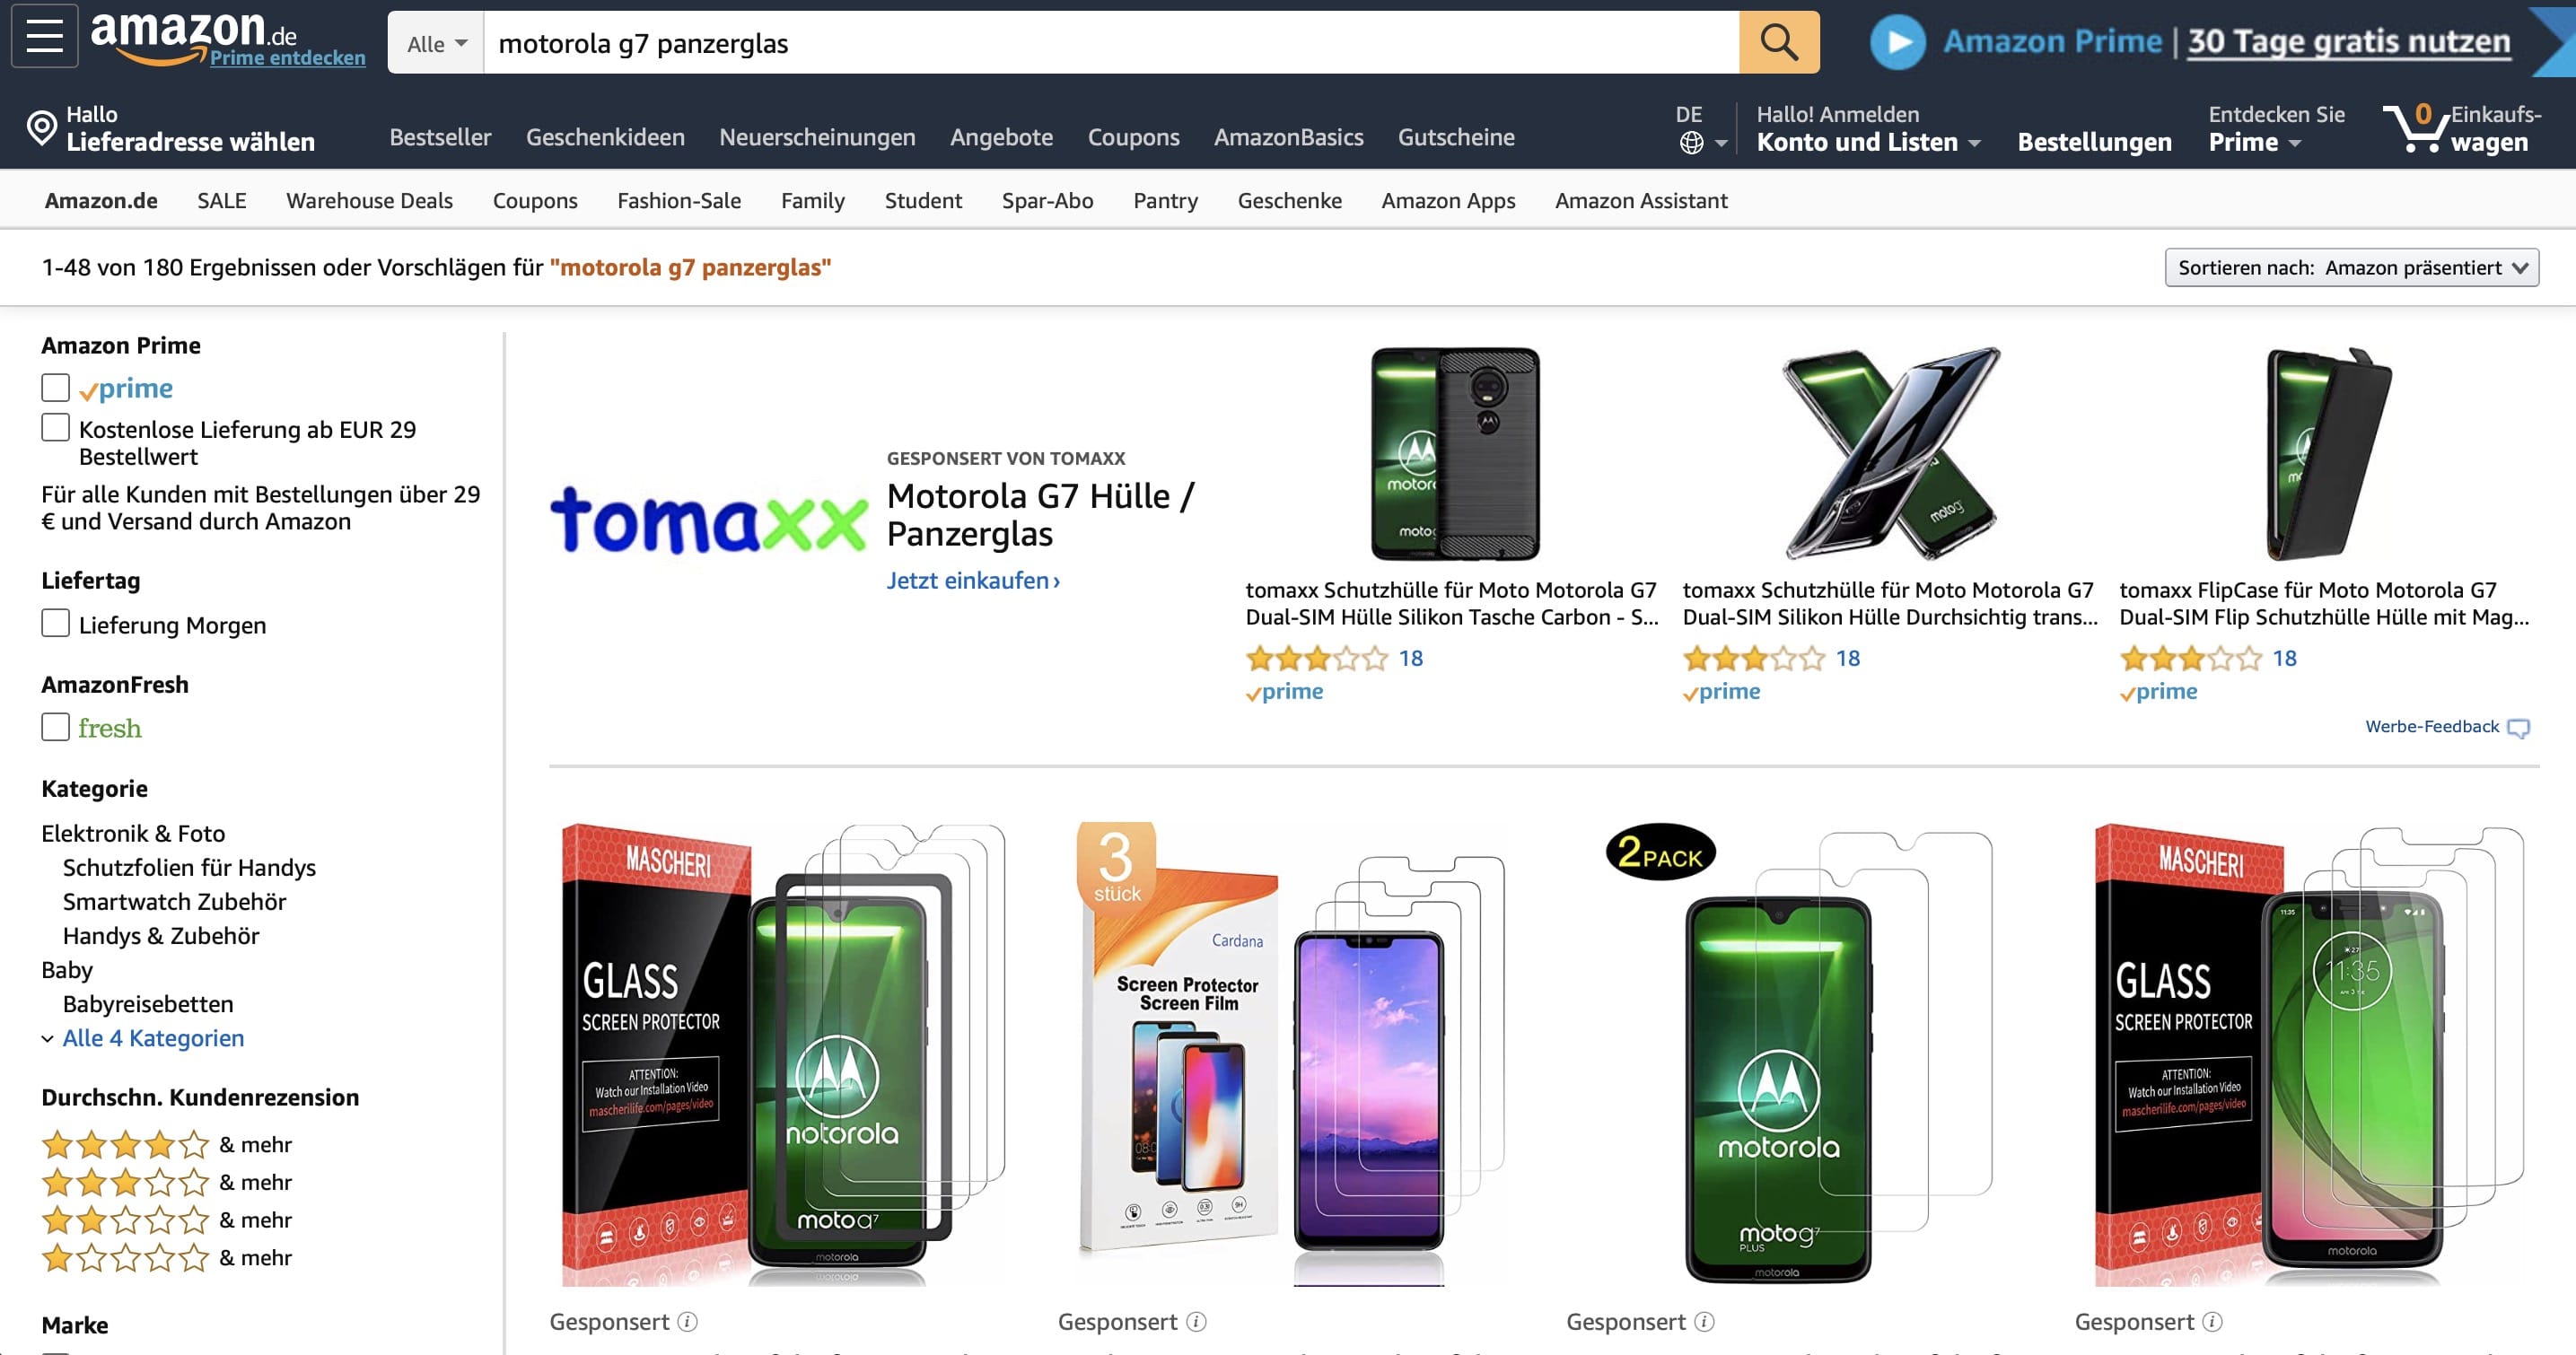 amazon.de
Prime entdecken
Alle
motorola g7 panzerglas
Amazon Prime | 30 Tage gratis nutzen
Hallo
Lieferadresse wählen
Bestseller Geschenkideen Neuerscheinungen Angebote Coupons AmazonBasics Gutscheine
DE
Hallo! Anmelden
Konto und Listen
Bestellungen
Entdecken Sie
Prime
0
Einkaufs-
wagen
Amazon.de SALE Warehouse Deals Coupons Fashion-Sale Family Student Spar-Abo Pantry Geschenke Amazon Apps Amazon Assistant
1-48 von 180 Ergebnissen oder Vorschlägen für "motorola g7 panzerglas"
Sortieren nach: Amazon präsentiert
Amazon Prime
prime
Kostenlose Lieferung ab EUR 29
Bestellwert
Für alle Kunden mit Bestellungen über 29
€ und Versand durch Amazon
Liefertag
Lieferung Morgen
AmazonFresh
fresh
Kategorie
Elektronik & Foto
Schutzfolien für Handys
Smartwatch Zubehör
Handys & Zubehör
Baby
Babyreisebetten
Alle 4 Kategorien
Durchschn. Kundenrezension
& mehr
& mehr
& mehr
& mehr
Marke
tomaxx
GESPONSERT VON TOMAXX
Motorola G7 Hülle /
Panzerglas
Jetzt einkaufen ›
motor
moto
tomaxx Schutzhülle für Moto Motorola G7
Dual-SIM Hülle Silikon Tasche Carbon - S...
18
prime
motog
tomaxx Schutzhülle für Moto Motorola G7
Dual-SIM Silikon Hülle Durchsichtig trans...
18
prime
tomaxx FlipCase für Moto Motorola G7
Dual-SIM Flip Schutzhülle Hülle mit Mag...
18
prime
Werbe-Feedback
MASCHERI
GLASS
SCREEN PROTECTOR
ATTENTION:
Watch our Installation Video
mascherilife.com/pages/video
motorola
moto g7
motorola
Gesponsert
3
stück
Cardana
Screen Protector
Screen Film
Gesponsert
2 PACK
motorola
moto g7
PLUS
motorola
Gesponsert
MASCHERI
GLASS
SCREEN PROTECTOR
ATTENTION:
Watch our Installation Video
mascherilife.com/pages/video
11:35
11:35
motorola
Gesponsert